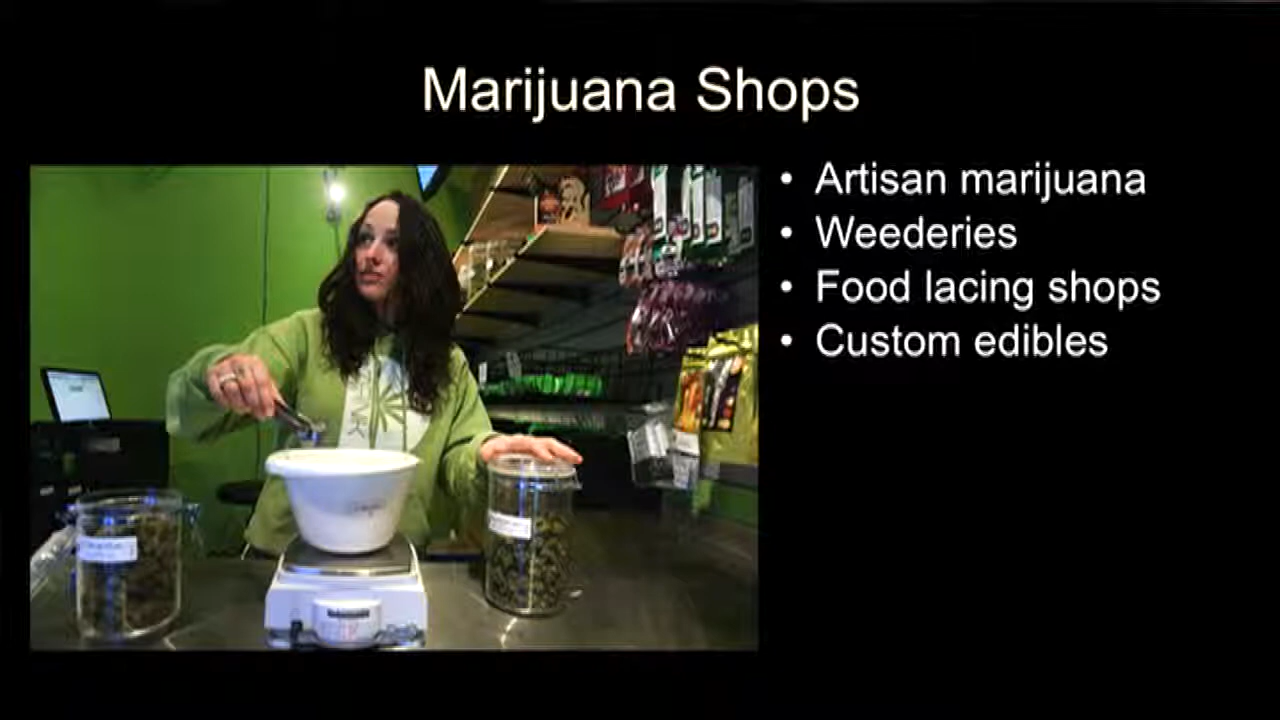 Marijuana Shops
• Artisan marijuana
• Weederies
• Food lacing shops
• Custom edibles